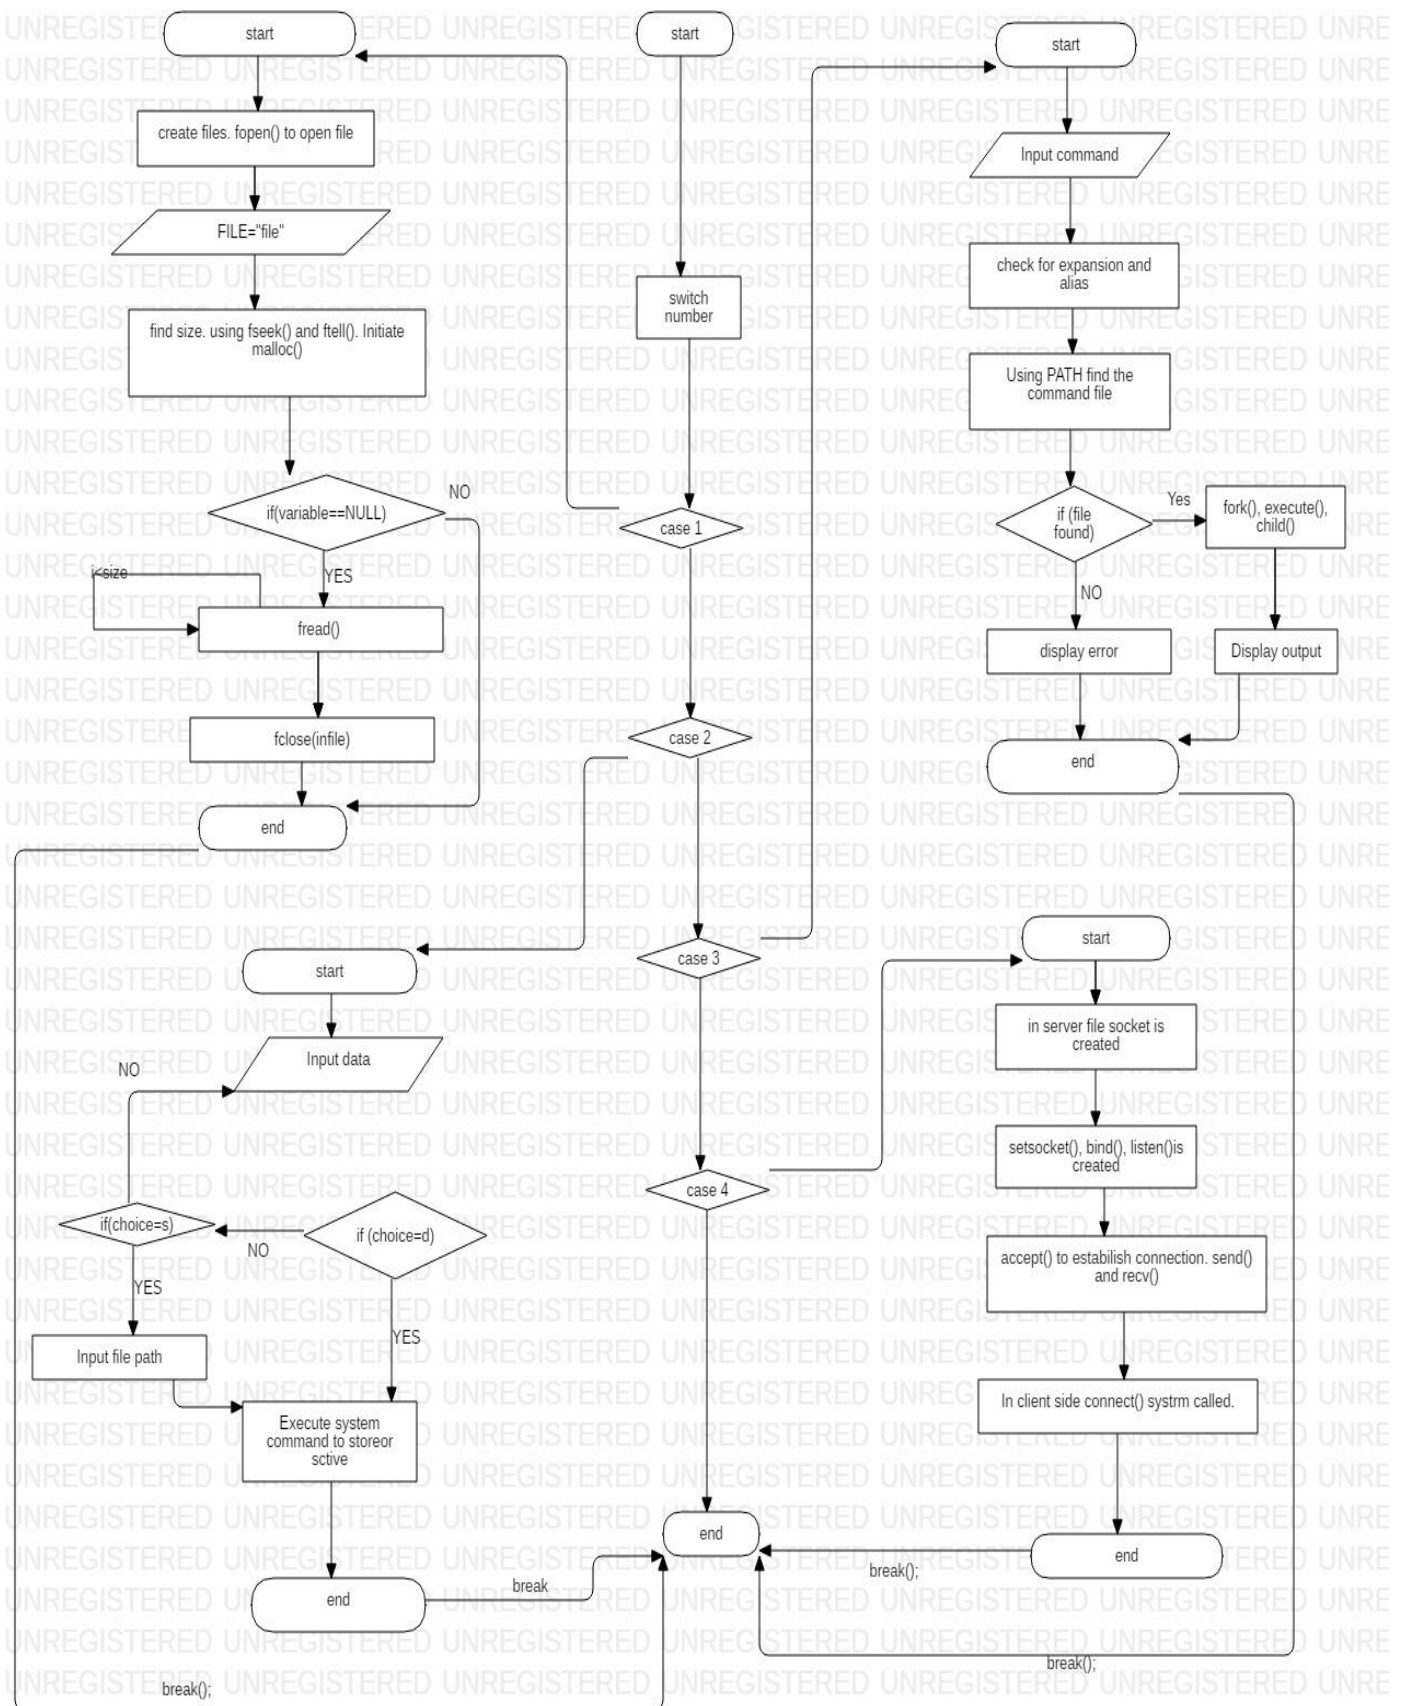 start
create files. fopen() to open file
FILE="file"
find size. using fseek() and ftell(). Initiate
malloc()
if(variable==NULL)
NO
YES
i<size
fread()
fclose(infile)
end
start
Input data
NO
if(choice=s)
NO
if (choice=d)
YES
YES
Input file path
Execute system
command to storeor
sctive
end
break
break();
start
switch
number
case 1
case 2
case 3
case 4
end
start
Input command
check for expansion and
alias
Using PATH find the
command file
if (file
found)
Yes
fork(), execute(),
child()
NO
display error
Display output
end
start
in server file socket is
created
setsocket(), bind(), listen()is
created
accept() to estabilish connection. send()
and recv()
In client side connect() systrm called.
end
break();
break();
UNREGISTERED UNREGISTERED UNREGISTERED UNREGISTERED UNREGISTERED UNREGISTERED UNRE